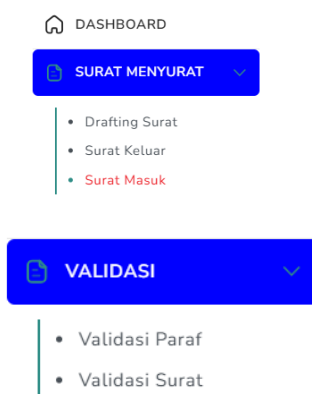 DASHBOARD
SURAT MENYURAT
Drafting Surat
Surat Keluar
Surat Masuk
VALIDASI
Validasi Paraf
Validasi Surat